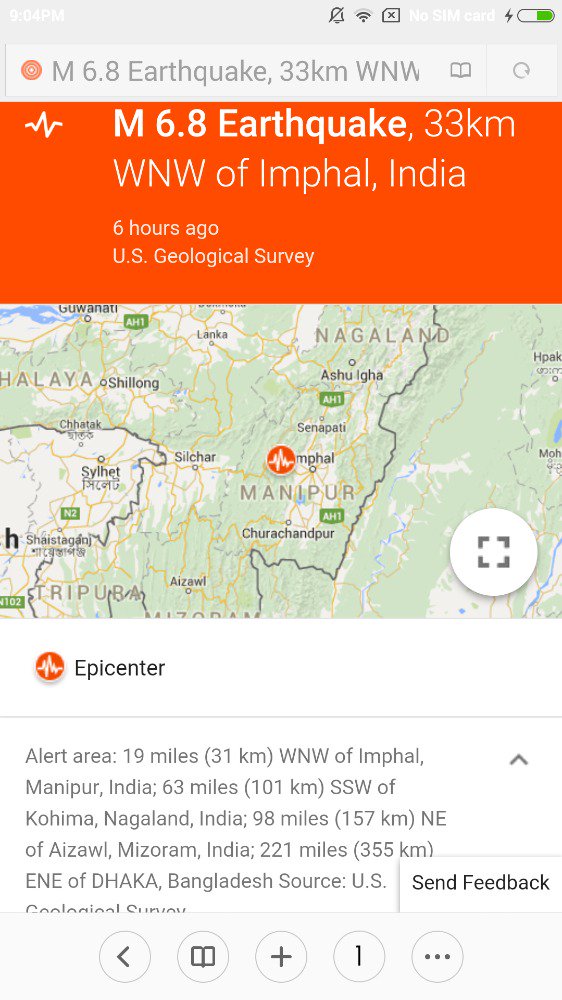 9:04PM
No SIM card
M 6.8 Earthquake, 33km WNW
M 6.8 Earthquake, 33km
WNW of Imphal, India
6 hours ago
U.S. Geological Survey
Guwahati
AH1
Lanka
NAGALAND
HALAYA
Shillong
Ashu Igha
Hpak
AH1
Chhatak
ছাতক
Senapati
Silchar
mphal
Moh
Sylhet
সিলেট
MANIPUR
N2
AH1
h
Shaistaganj
শায়েস্তাগঞ্জ
Churachandpur
Aizawl
N102
TRIPURA
MIZORAM
Epicenter
Alert area: 19 miles (31 km) WNW of Imphal,
Manipur, India; 63 miles (101 km) SSW of
Kohima, Nagaland, India; 98 miles (157 km) NE
of Aizawl, Mizoram, India; 221 miles (355 km)
ENE of DHAKA, Bangladesh Source: U.S.
Send Feedback
Geological Survey
1